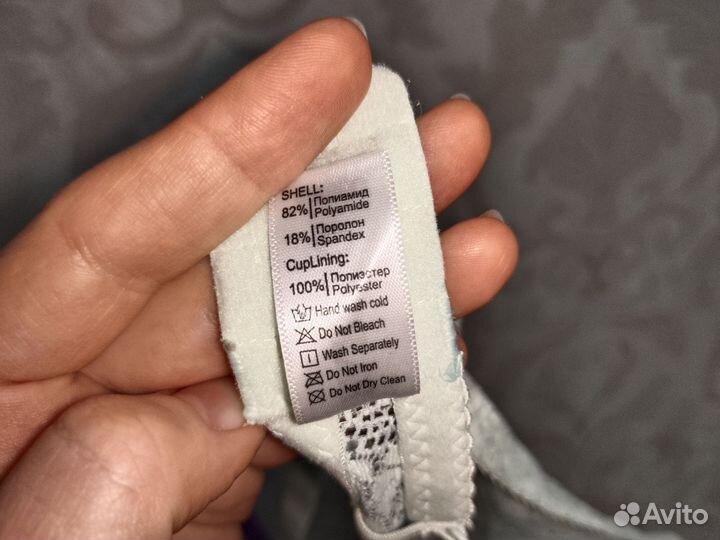 SHELL:
82% Полиамид
Polyamide
18% Поролон
Spandex
CupLining:
100% Полиэстер
Polyester
Hand wash cold
Do Not Bleach
Wash Separately
Do Not Iron
Do Not Dry Clean
Avito